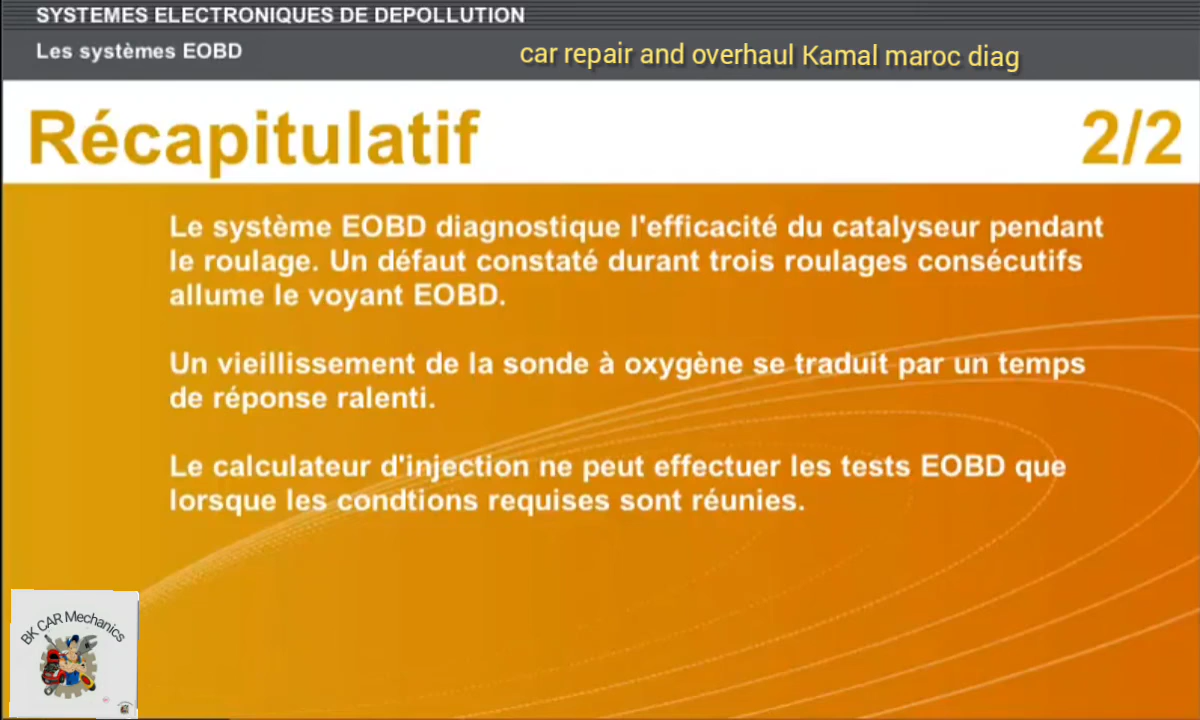 SYSTEMES ELECTRONIQUES DE DEPOLLUTION
Les systèmes EOBD
car repair and overhaul Kamal maroc diag
Récapitulatif
2/2
Le système EOBD diagnostique l'efficacité du catalyseur pendant
le roulage. Un défaut constaté durant trois roulages consécutifs
allume le voyant EOBD.
Un vieillissement de la sonde à oxygène se traduit par un temps
de réponse ralenti.
Le calculateur d'injection ne peut effectuer les tests EOBD que
lorsque les condtions requises sont réunies.
BK CAR Mechanics